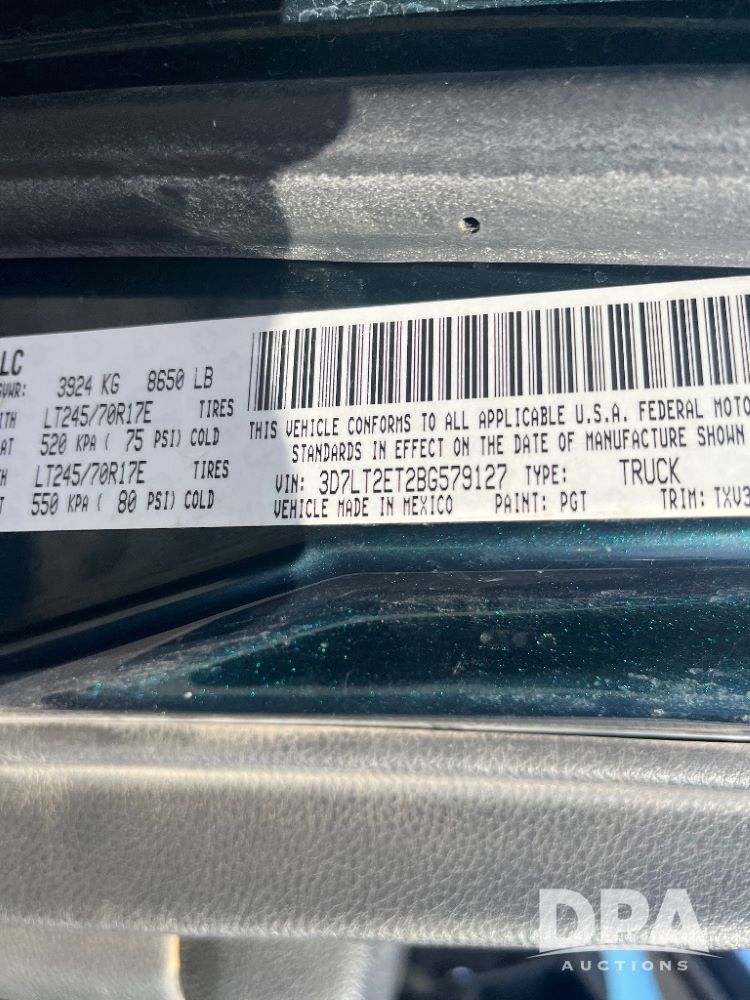 LC
GVWR: 3924 KG 8650 LB
LT245/70R17E TIRES
520 KPA ( 75 PSI) COLD
LT245/70R17E TIRES
550 KPA ( 80 PSI) COLD
THIS VEHICLE CONFORMS TO ALL APPLICABLE U.S.A. FEDERAL MOTO
STANDARDS IN EFFECT ON THE DATE OF MANUFACTURE SHOWN
VIN: 3D7LT2ET2BG579127 TYPE: TRUCK
VEHICLE MADE IN MEXICO PAINT: PGT TRIM: TXV3
DPA
AUCTIONS